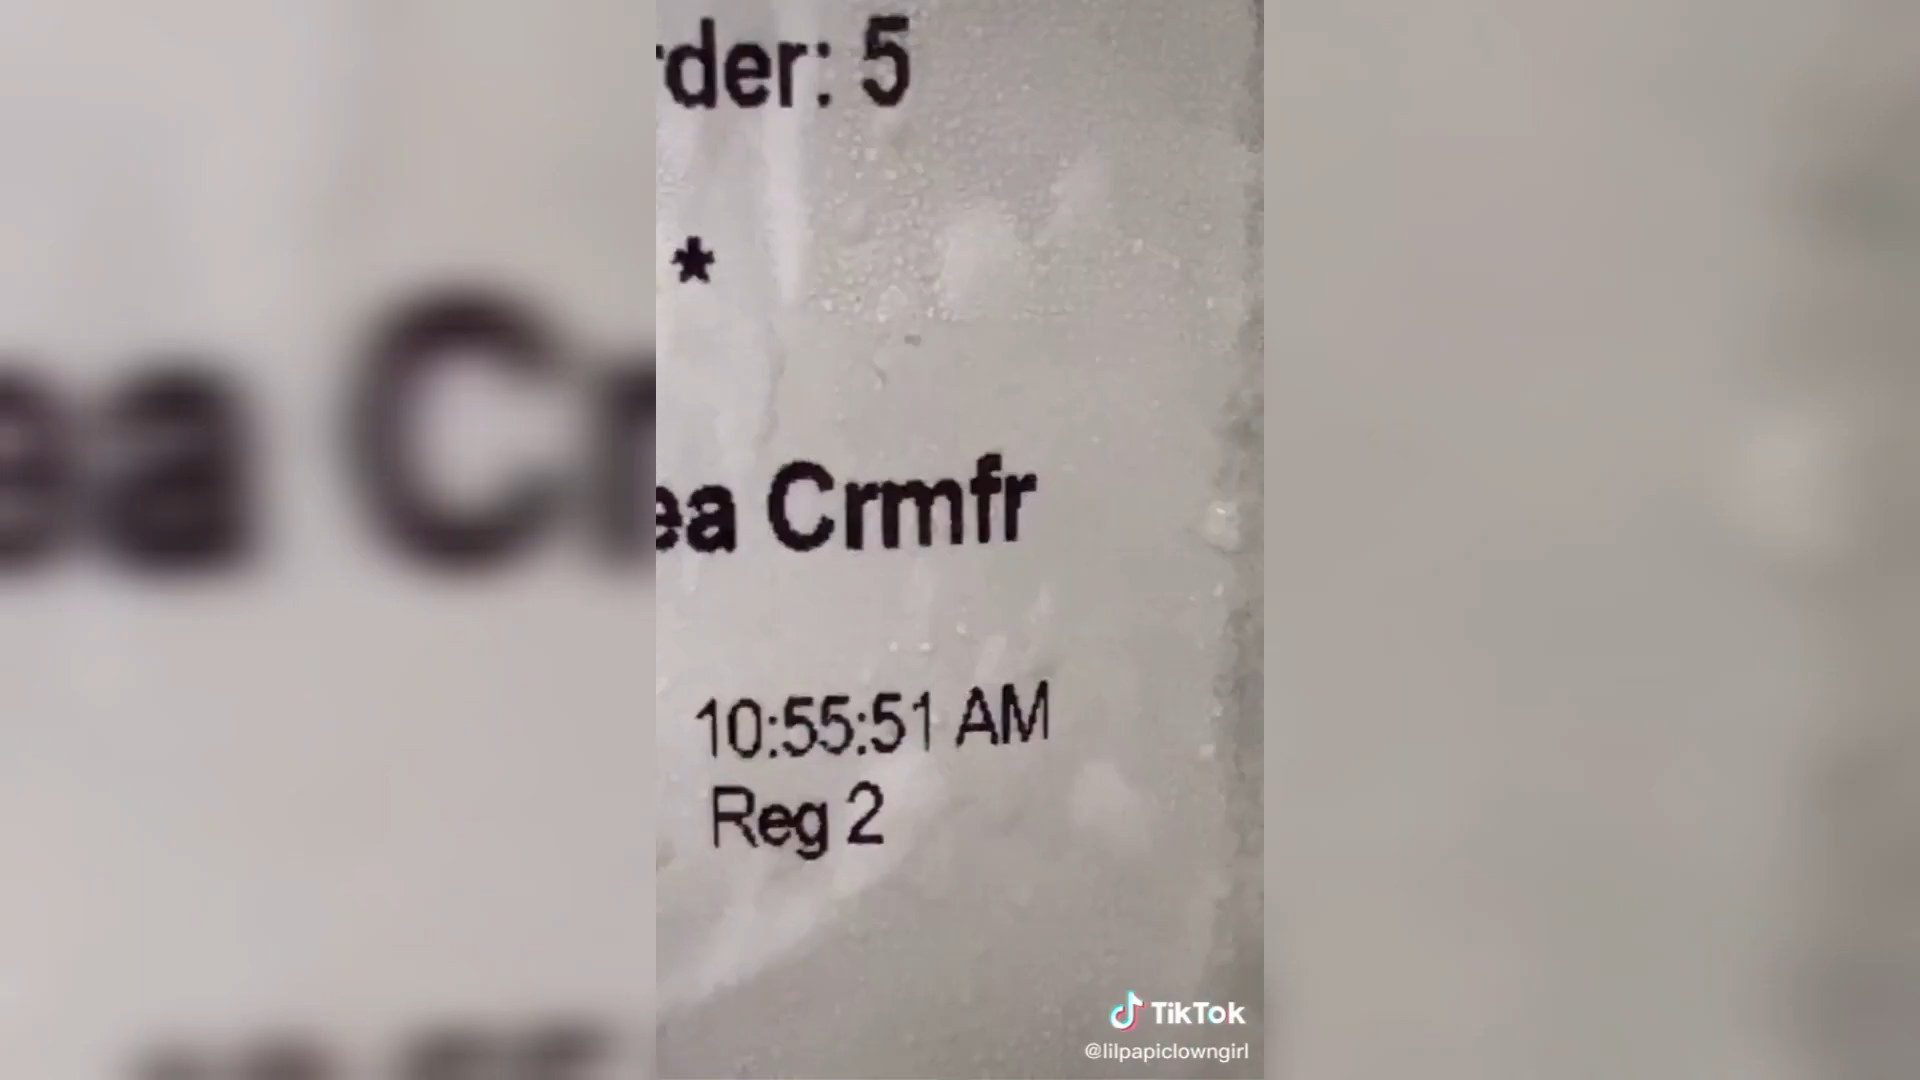 rder: 5
*
ea Crmfr
10:55:51 AM
Reg 2
TikTok
@lilpapiclowngirl